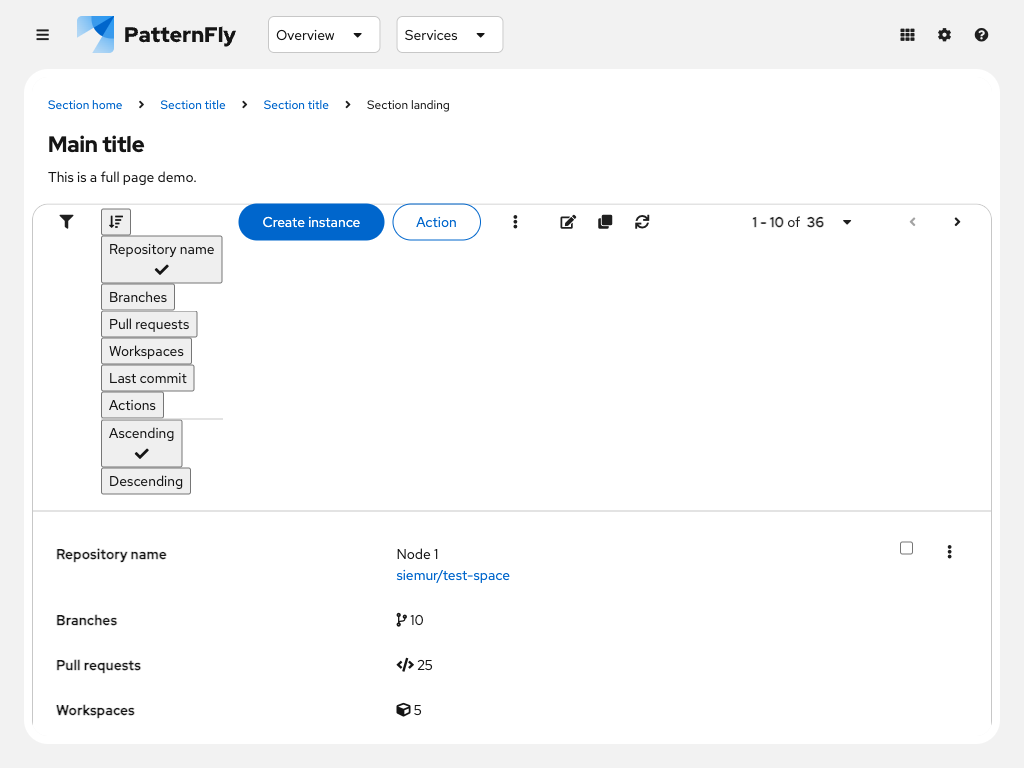 PatternFly Overview Services
Section home Section title Section title Section landing
Main title
This is a full page demo.
Create instance Action 1 - 10 of 36
Repository name
Branches
Pull requests
Workspaces
Last commit
Actions
Ascending
Descending
Repository name Node 1
siemur/test-space
Branches 10
Pull requests 25
Workspaces 5